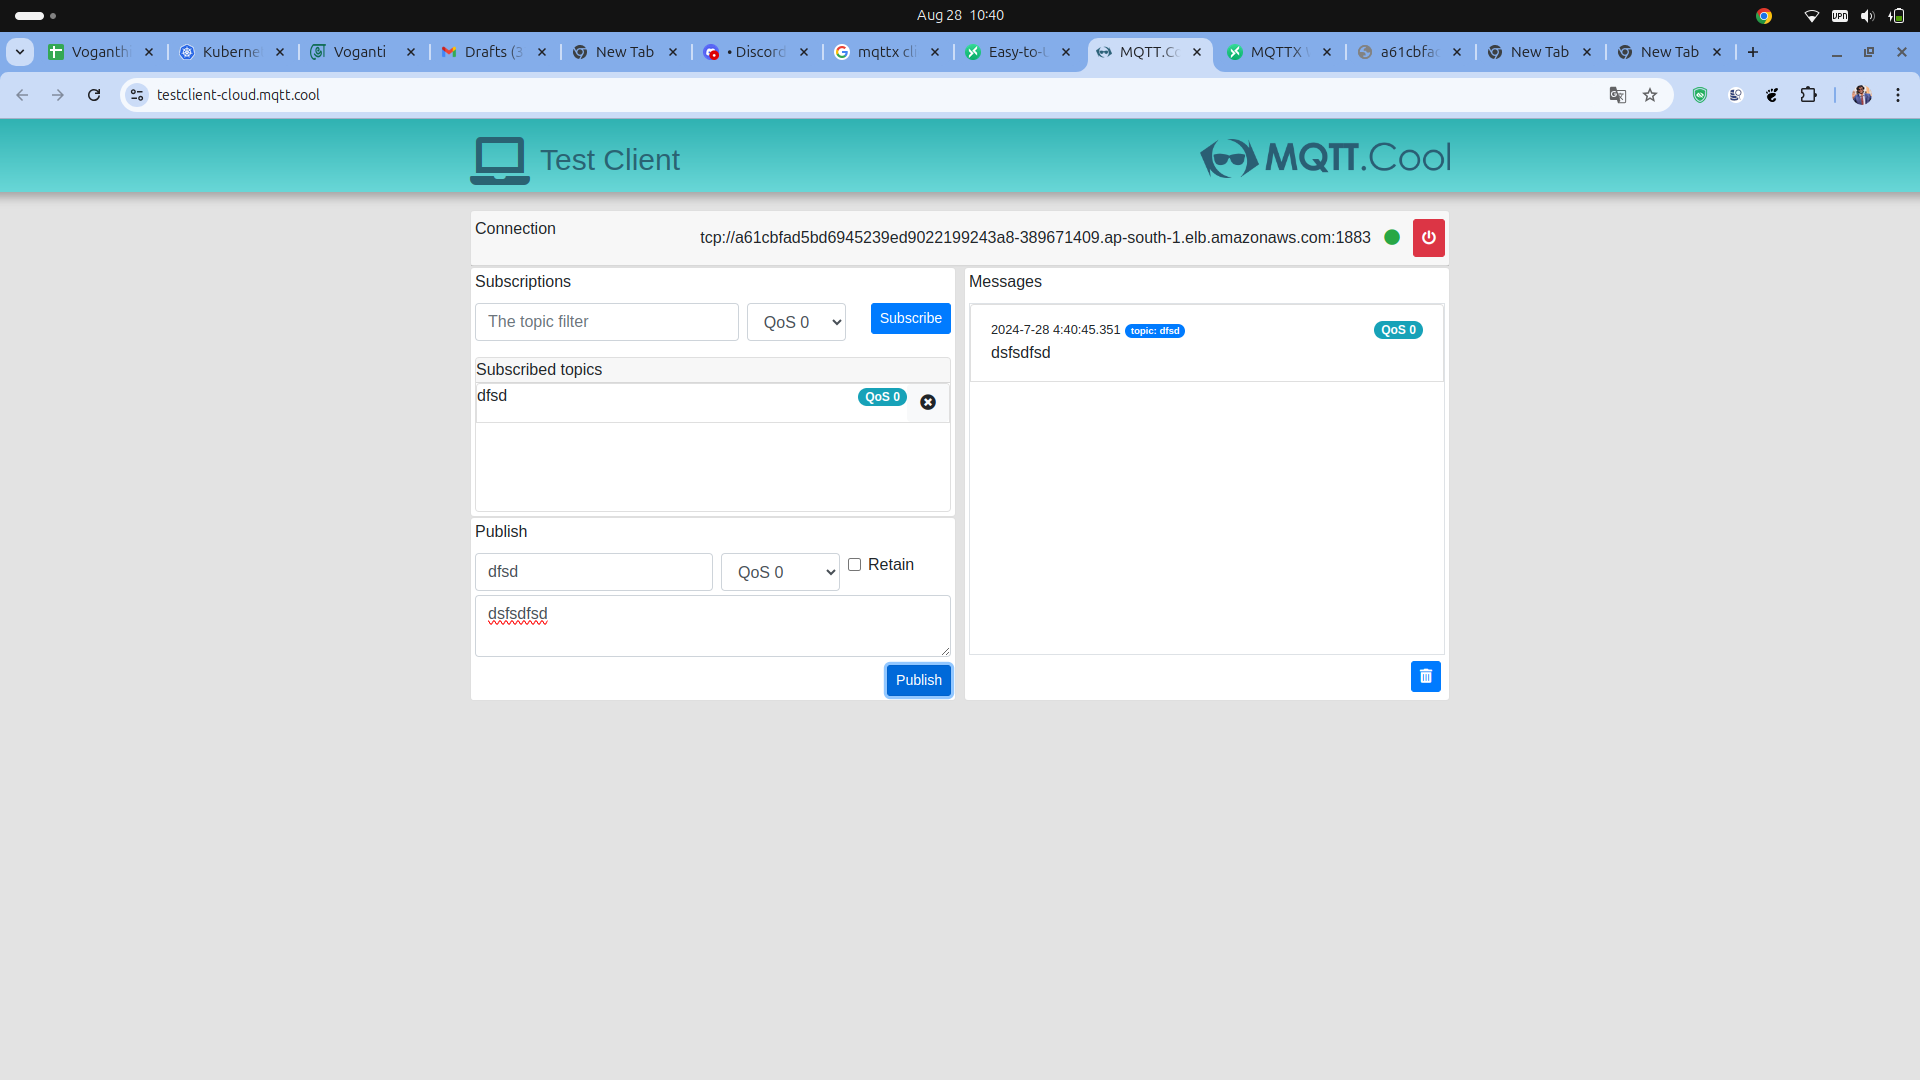 Aug 28 10:40
Voganth
Kuberne
Voganti
Drafts (3
New Tab
• Discord
mqttx cli
Easy-to-U
MQTT.Co
MQTTX W
a61cbfad
New Tab
New Tab
testclient-cloud.mqtt.cool
Test Client
MQTT.Cool
Connection
tcp://a61cbfad5bd6945239ed9022199243a8-389671409.ap-south-1.elb.amazonaws.com:1883
Subscriptions
The topic filter
QoS 0
Subscribe
Subscribed topics
dfsd
QoS 0
Publish
dfsd
QoS 0
Retain
dsfsdfsd
Publish
Messages
2024-7-28 4:40:45.351 topic: dfsd
QoS 0
dsfsdfsd